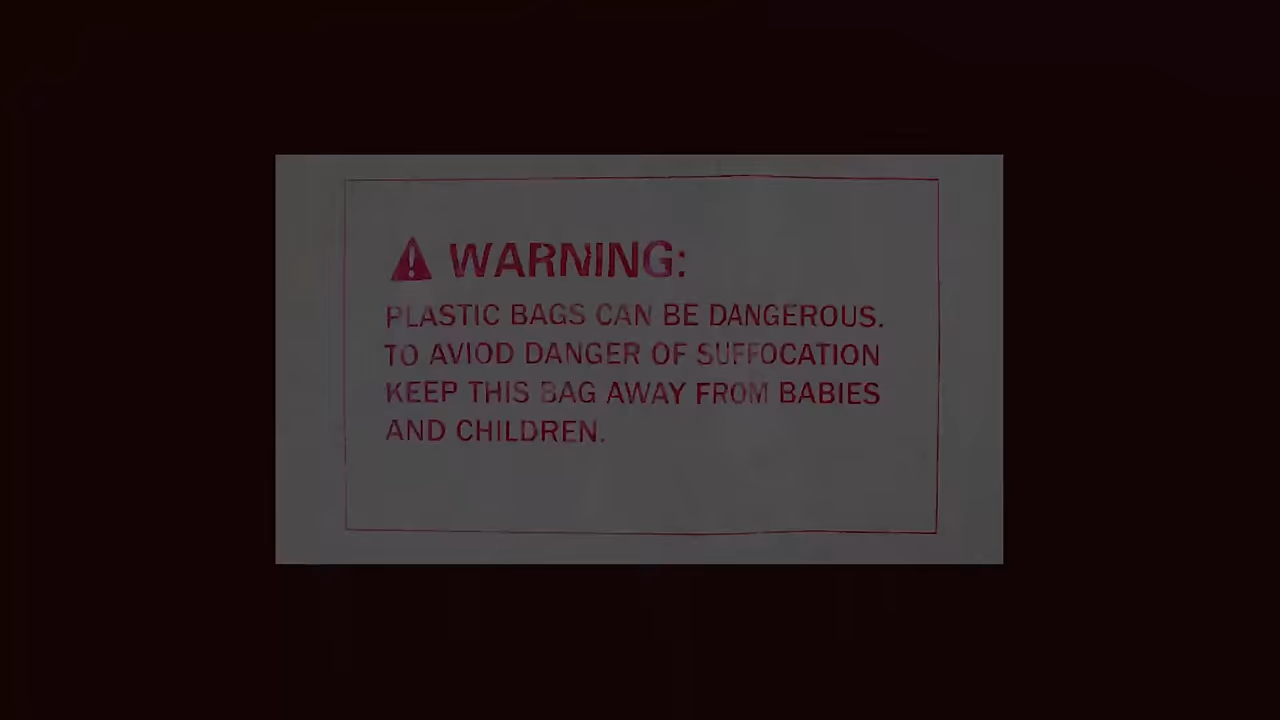 WARNING:
PLASTIC BAGS CAN BE DANGEROUS.
TO AVIOD DANGER OF SUFFOCATION
KEEP THIS BAG AWAY FROM BABIES
AND CHILDREN.